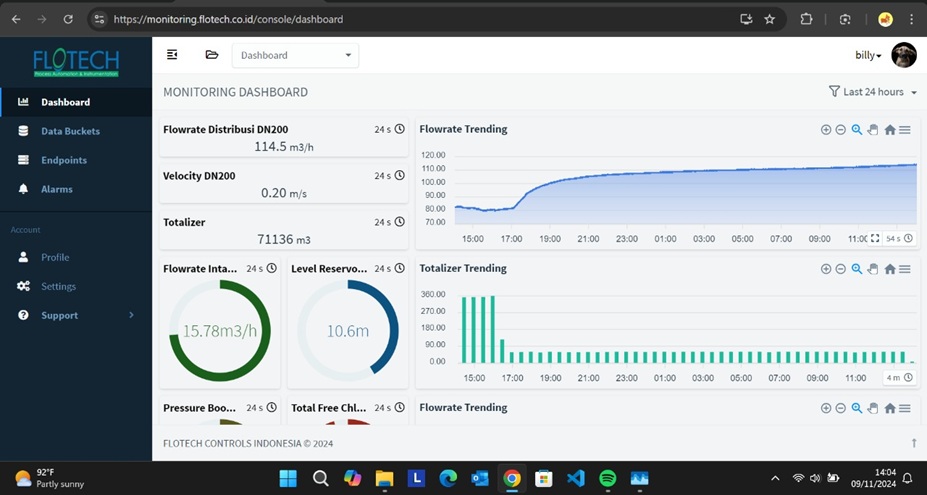 https://monitoring.flotech.co.id/console/dashboard
FLOTECH
Process Automation & Instrumentation
Dashboard
billy
Dashboard
Data Buckets
Endpoints
Alarms
Account
Profile
Settings
Support
MONITORING DASHBOARD
Last 24 hours
Flowrate Distribusi DN200 24 s
114.5 m3/h
Velocity DN200 24 s
0.20 m/s
Totalizer 24 s
71136 m3
Flowrate Inta... 24 s
15.78m3/h
Level Reservo... 24 s
10.6m
Pressure Boo... 24 s
Total Free Chl... 24 s
Flowrate Trending
120.00
110.00
100.00
90.00
80.00
70.00
15:00 17:00 19:00 21:00 23:00 01:00 03:00 05:00 07:00 09:00 11:00
54 s
Totalizer Trending
360.00
270.00
180.00
90.00
0.00
15:00 17:00 19:00 21:00 23:00 01:00 03:00 05:00 07:00 09:00 11:00
4 m
Flowrate Trending
FLOTECH CONTROLS INDONESIA © 2024
92°F
Partly sunny
L
14:04
09/11/2024